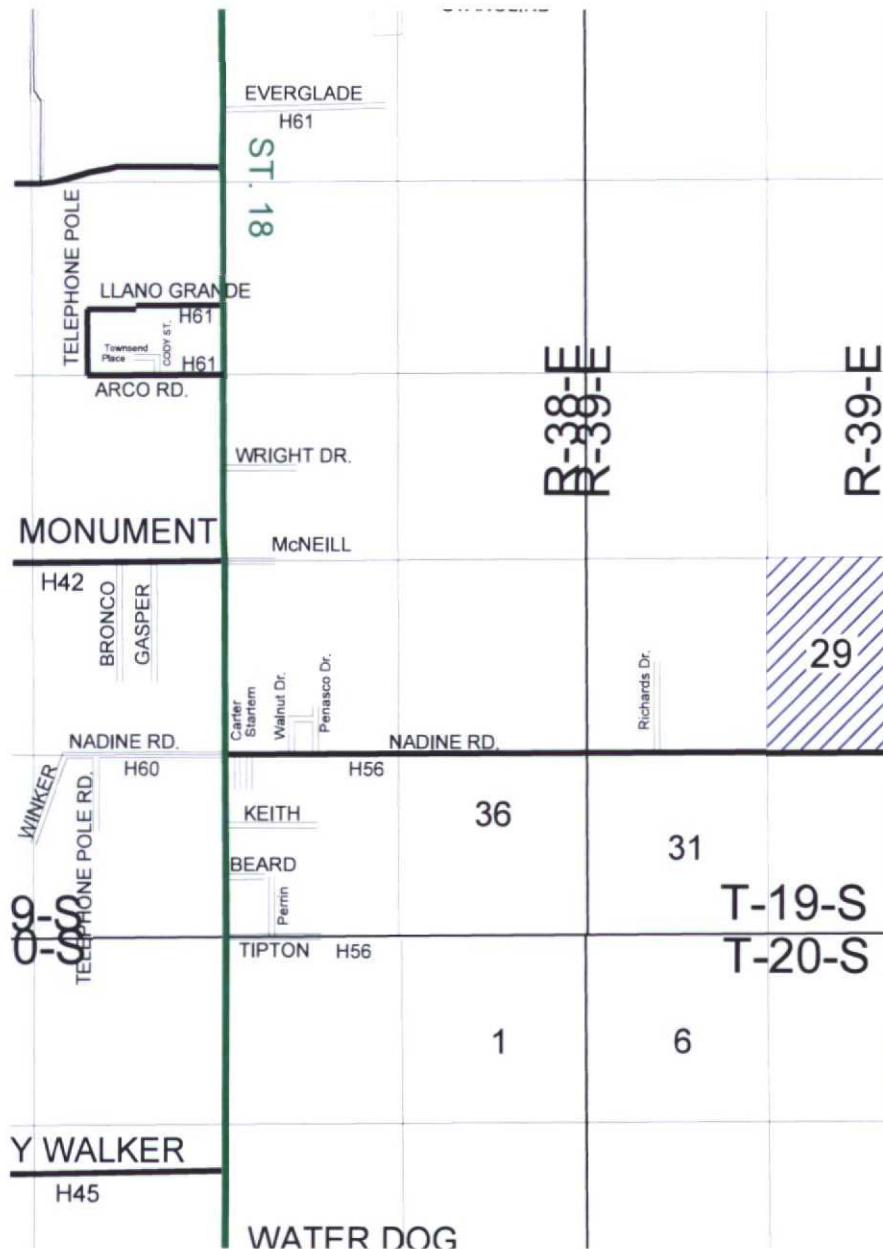 EVERGLADE
H61
ST. 18
TELEPHONE POLE
LLANO GRANDE
H61
Townsend
Place
CODY ST.
H61
ARCO RD.
R-38-E
R-39-E
R-39-E
WRIGHT DR.
MONUMENT
McNEILL
H42
BRONCO
GASPER
29
Carter
Startem
Walnut Dr.
Penasco Dr.
Richards Dr.
NADINE RD.
NADINE RD.
H60
H56
WINKER
TELEPHONE POLE RD.
KEITH
36
31
BEARD
Perrin
9-S
T-19-S
0-S
TIPTON H56
T-20-S
1
6
Y WALKER
H45
WATER DOG